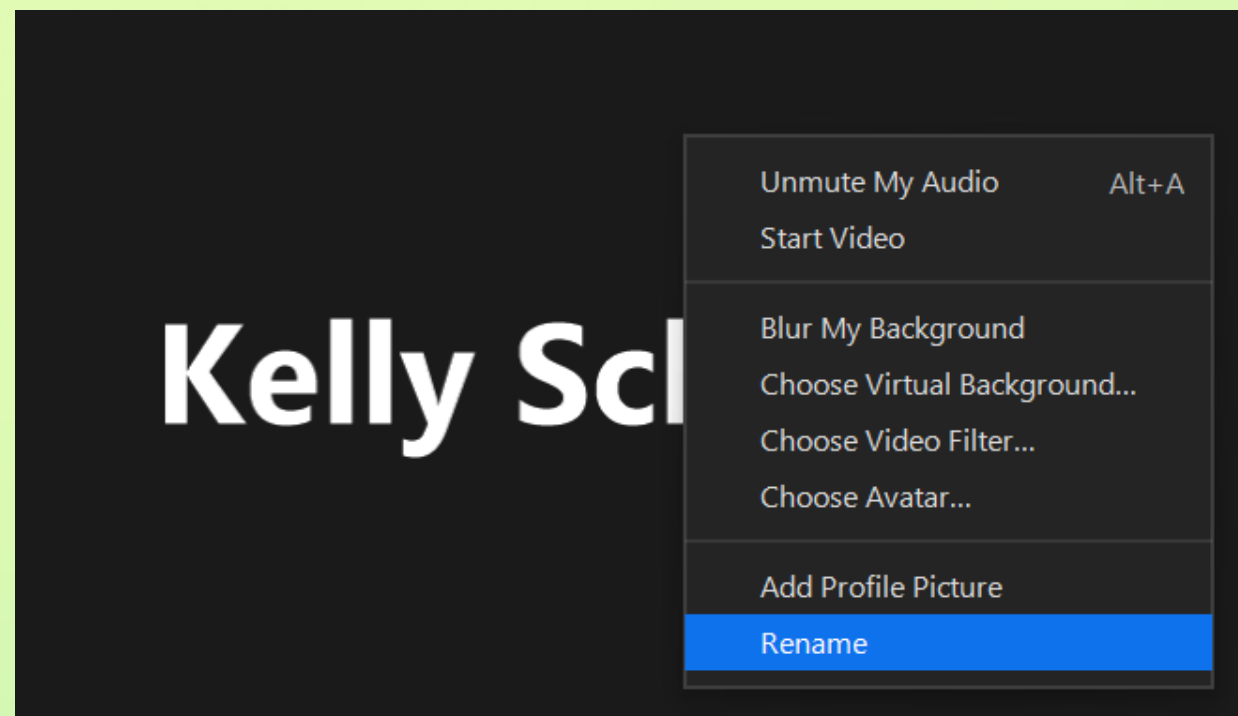 Kelly
Unmute My Audio Alt+A
Start Video
Blur My Background
Choose Virtual Background...
Choose Video Filter...
Choose Avatar...
Add Profile Picture
Rename